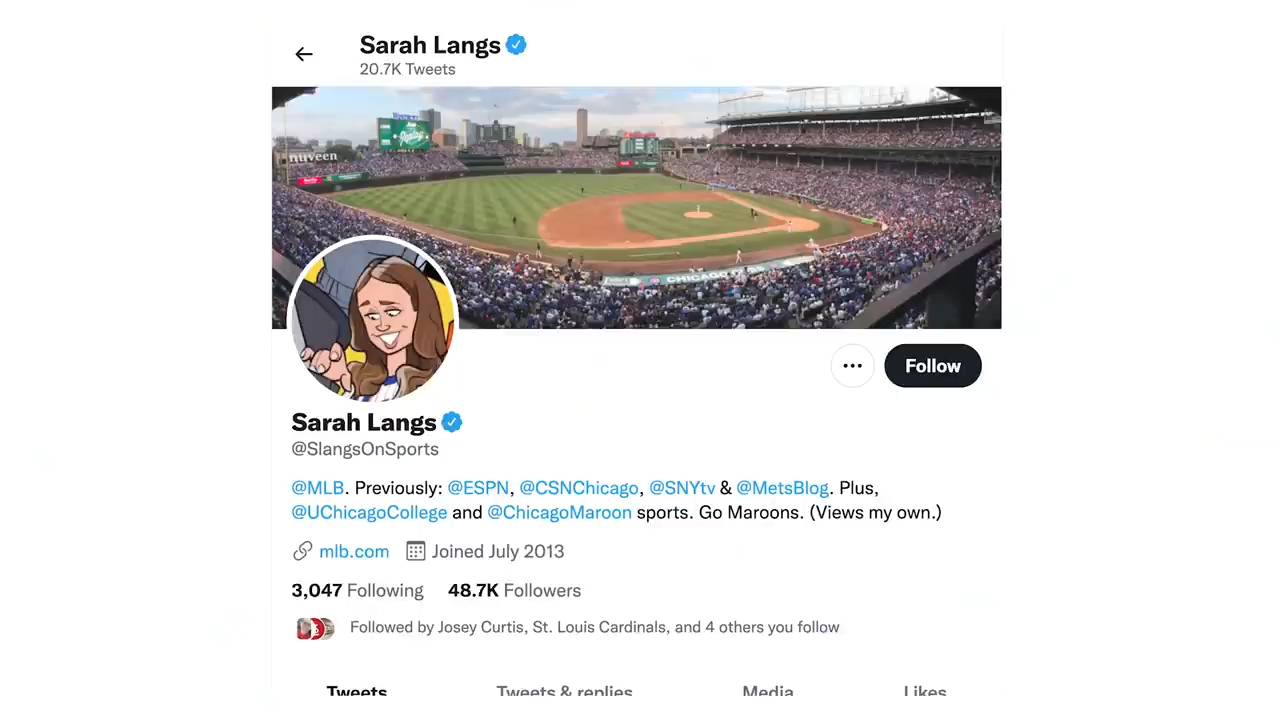 Sarah Langs
20.7K Tweets
nuveen
CHICAGO
Follow
Sarah Langs
@SlangsOnSports
@MLB. Previously: @ESPN, @CSNChicago, @SNYtv & @MetsBlog. Plus,
@UChicagoCollege and @ChicagoMaroon sports. Go Maroons. (Views my own.)
mlb.com Joined July 2013
3,047 Following 48.7K Followers
Followed by Josey Curtis, St. Louis Cardinals, and 4 others you follow
Tweets Tweets & replies Media Likes